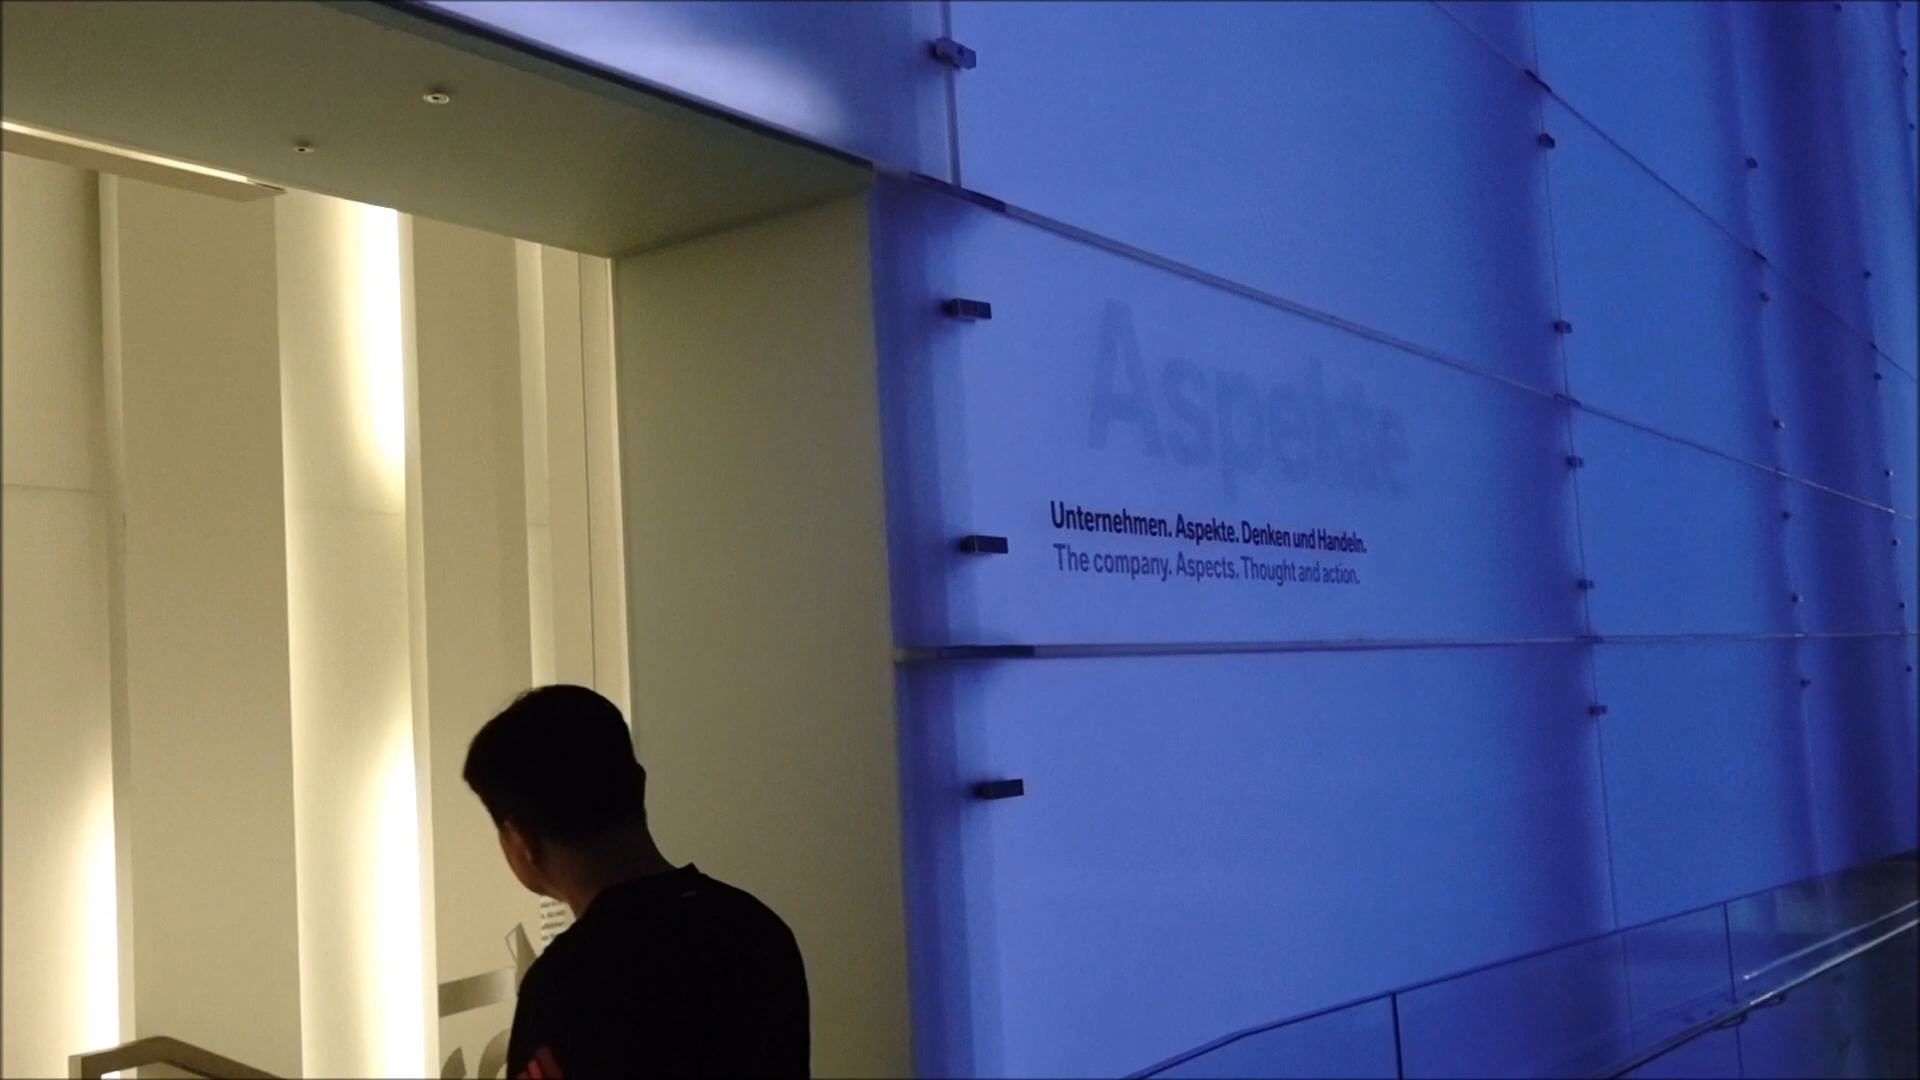 Aspekte
Unternehmen. Aspekte. Denken und Handeln.
The company. Aspects. Thought and action.